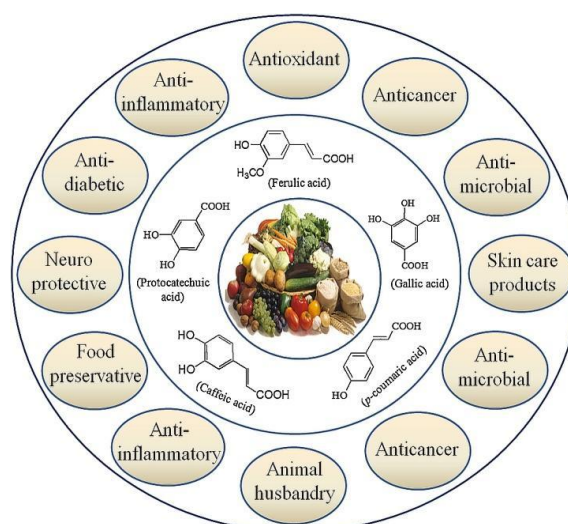 Antioxidant
Anticancer
Anti-
microbial
Skin care
products
Anti-
microbial
Anticancer
Animal
husbandry
Anti-
inflammatory
Food
preservative
Neuro
protective
Anti-
diabetic
Anti-
inflammatory
HO
H₃CO
COOH
(Ferulic acid)
OH
HO
OH
COOH
(Gallic acid)
COOH
HO
(p-coumaric acid)
HO
HO
COOH
(Caffeic acid)
COOH
HO
HO
(Protocatechuic
acid)